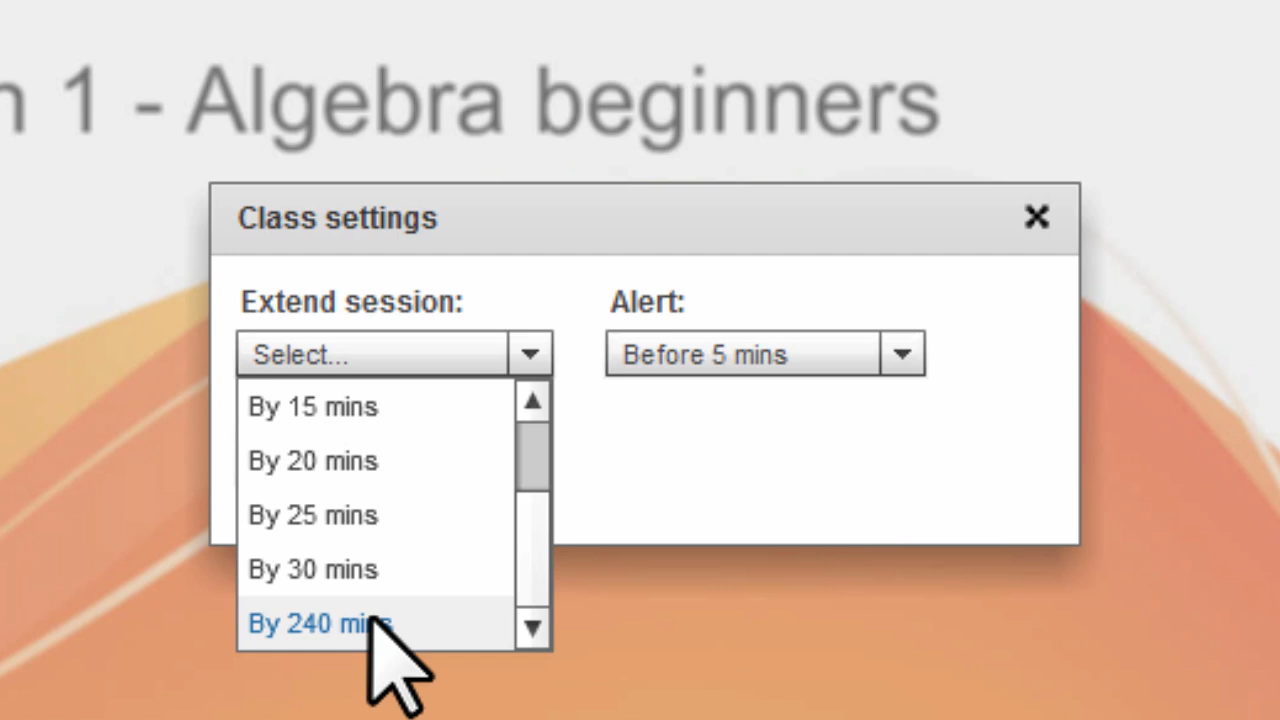 1 - Algebra beginners
Class settings
Extend session:
Alert:
Select...
Before 5 mins
By 15 mins
By 20 mins
By 25 mins
By 30 mins
By 240 mins